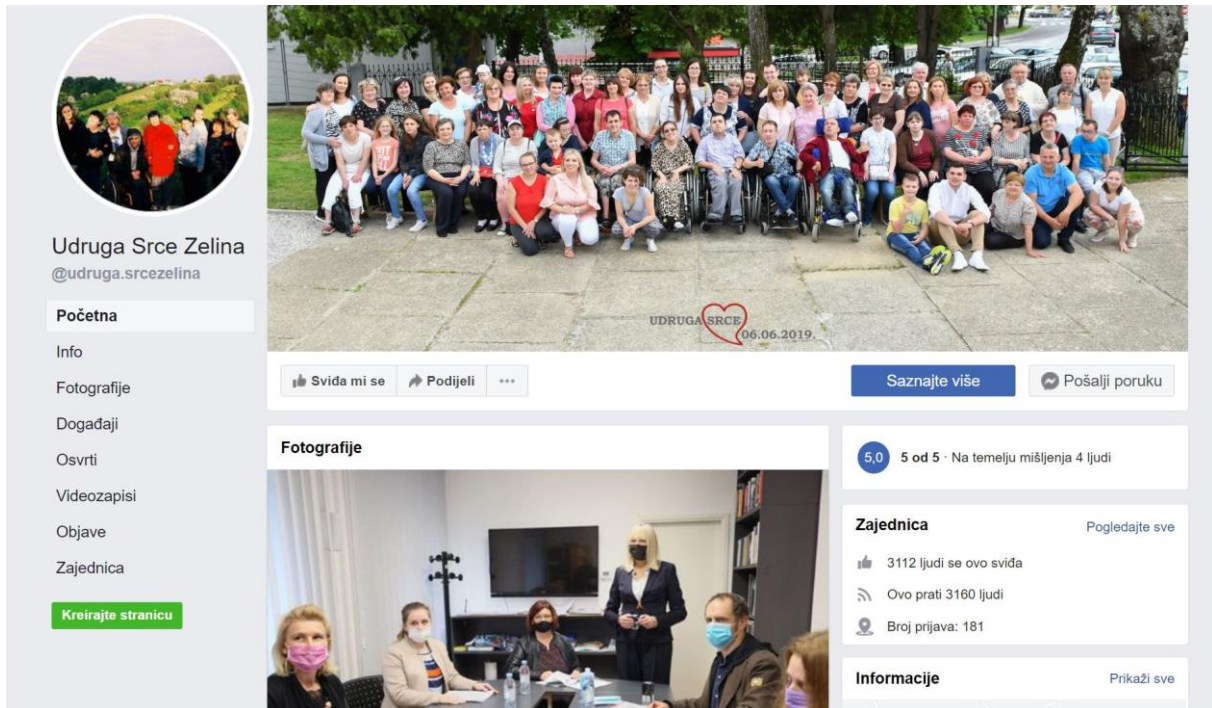 Udruga Srce Zelina
@udruga.srcezelina
Početna
Info
Fotografije
Događaji
Osvrti
Videozapisi
Objave
Zajednica
Kreirajte stranicu
UDRUGA SRCE
06.06.2019.
Sviđa mi se
Podijeli
Saznajte više
Pošalji poruku
Fotografije
5,0
5 od 5 · Na temelju mišljenja 4 ljudi
Zajednica
Pogledajte sve
3112 ljudi se ovo sviđa
Ovo prati 3160 ljudi
Broj prijava: 181
Informacije
Prikaži sve